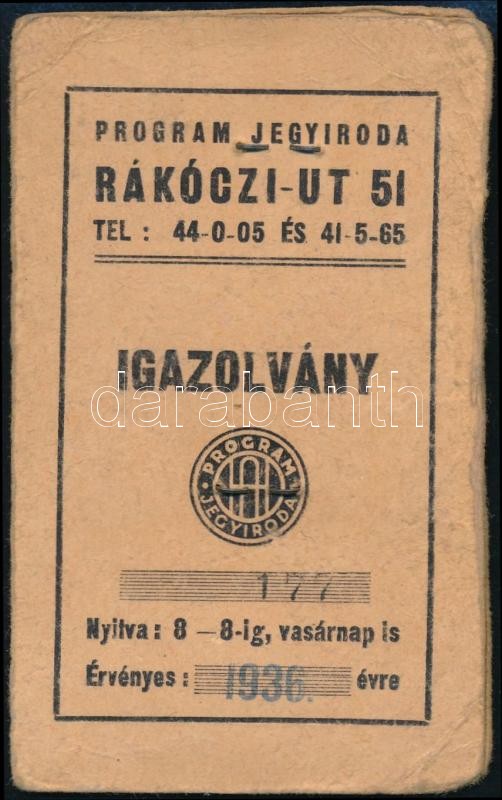 PROGRAM JEGYIRODA
RÁKÓCZI-UT 51
TEL : 44-0-05 ÉS 41-5-65
IGAZOLVÁNY
darabanth
PROGRAM
JEGYIRODA
177
Nyitva : 8 – 8-ig, vasárnap is
Érvényes : 1936. évre